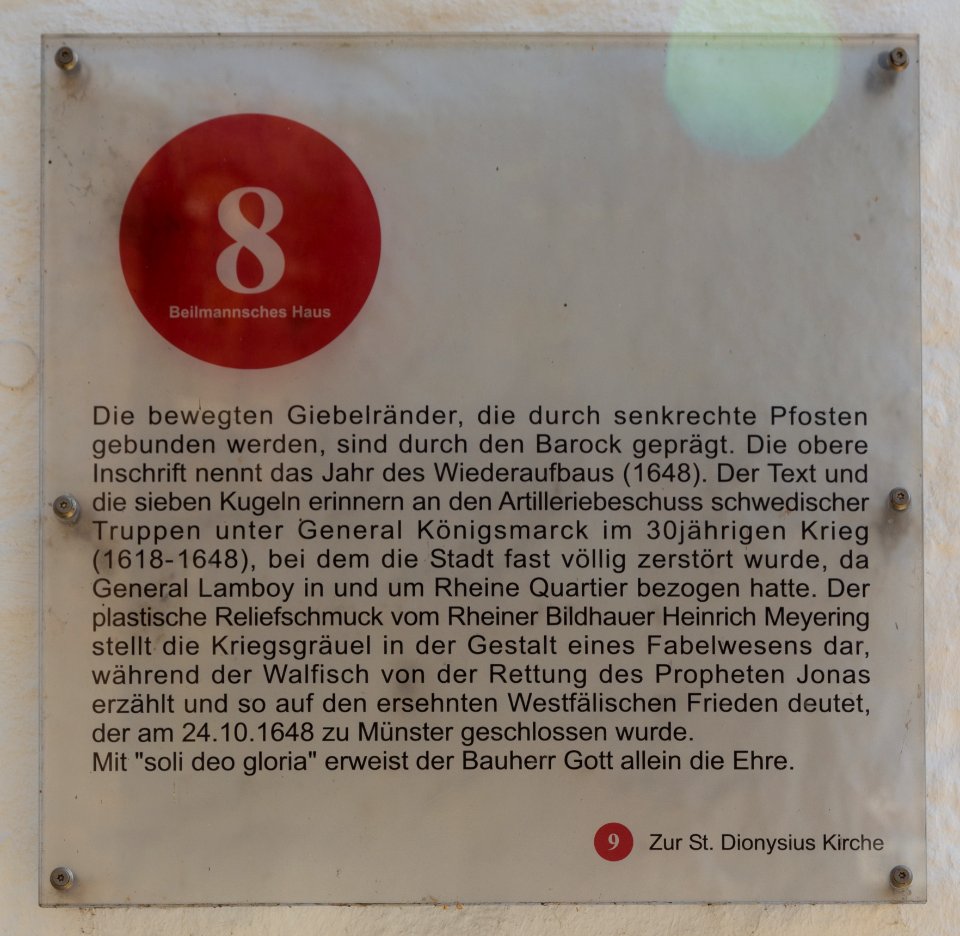 8
Beilmannsches Haus
Die bewegten Giebelränder, die durch senkrechte Pfosten
gebunden werden, sind durch den Barock geprägt. Die obere
Inschrift nennt das Jahr des Wiederaufbaus (1648). Der Text und
die sieben Kugeln erinnern an den Artilleriebeschuss schwedischer
Truppen unter General Königsmarck im 30jährigen Krieg
(1618-1648), bei dem die Stadt fast völlig zerstört wurde, da
General Lamboy in und um Rheine Quartier bezogen hatte. Der
plastische Reliefschmuck vom Rheiner Bildhauer Heinrich Meyering
stellt die Kriegsgräuel in der Gestalt eines Fabelwesens dar,
während der Walfisch von der Rettung des Propheten Jonas
erzählt und so auf den ersehnten Westfälischen Frieden deutet,
der am 24.10.1648 zu Münster geschlossen wurde.
Mit "soli deo gloria" erweist der Bauherr Gott allein die Ehre.
9 Zur St. Dionysius Kirche